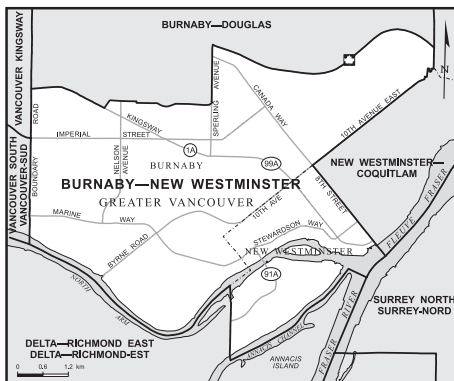 BURNABY—DOUGLAS
VANCOUVER KINGSWAY
BOUNDARY
ROAD
KINGSWAY
SPERLING
AVENUE
CANADA WAY
10TH AVENUE EAST
N
IMPERIAL
STREET
NELSON
AVENUE
1A
99A
BURNABY
VANCOUVER SOUTH
VANCOUVER-SUD
BURNABY—NEW WESTMINSTER
GREATER VANCOUVER
NEW WESTMINSTER—
COQUITLAM
8TH STREET
10TH AVE
MARINE
WAY
BYRNE ROAD
STEWARDSON WAY
NEW WESTMINSTER
91A
FLEUVE FRASER
NORTH
ARM
SURREY NORTH
SURREY-NORD
FRASER RIVER
ANNACIS CHANNEL
ANNACIS
ISLAND
DELTA—RICHMOND EAST
DELTA—RICHMOND-EST
0 0.6 1.2 km